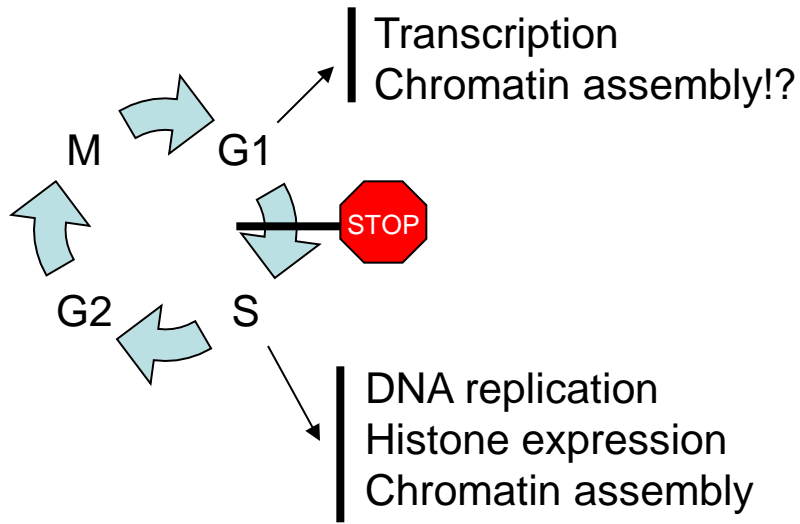 Transcription
Chromatin assembly!?
M
G1
STOP
G2
S
DNA replication
Histone expression
Chromatin assembly